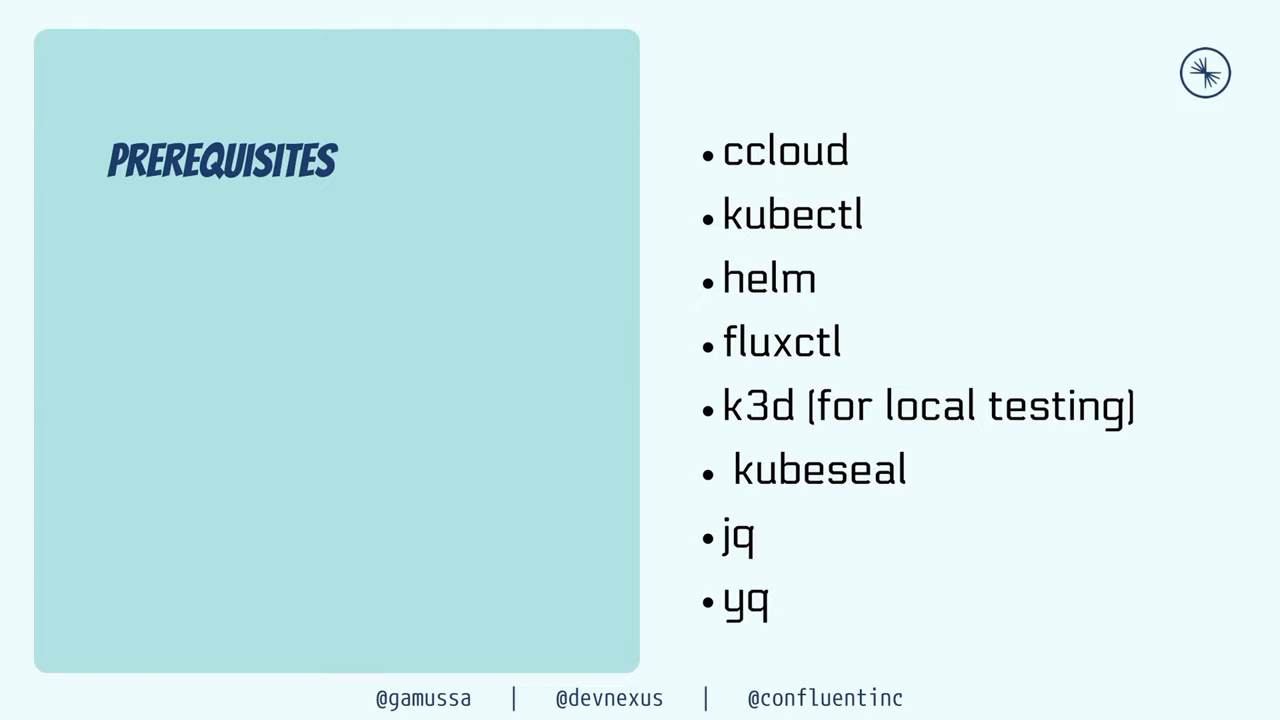 PREREQUISITES
• ccloud
• kubectl
• helm
• fluxctl
• k3d (for local testing)
• kubeseal
• jq
• yq
@gamussa | @devnexus | @confluentinc